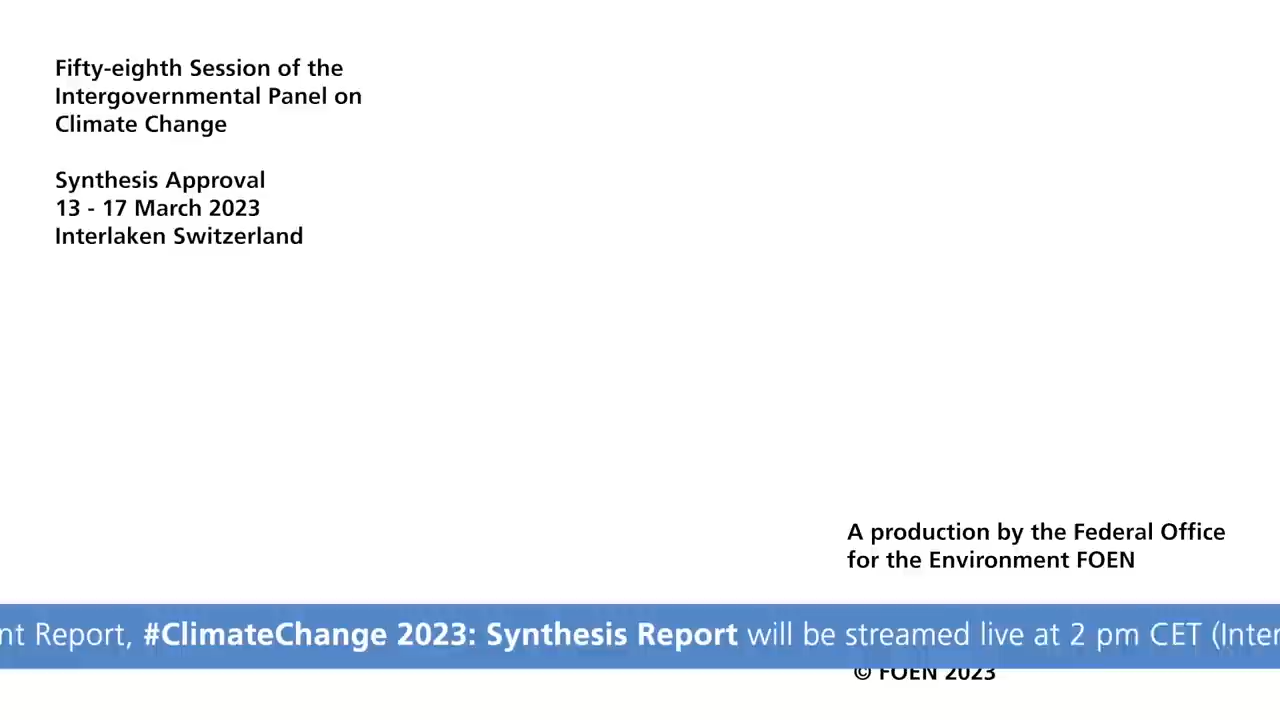 Fifty-eighth Session of the
Intergovernmental Panel on
Climate Change
Synthesis Approval
13 - 17 March 2023
Interlaken Switzerland
A production by the Federal Office
for the Environment FOEN
Report, #ClimateChange 2023: Synthesis Report will be streamed live at 2 pm CET
© FOEN 2023